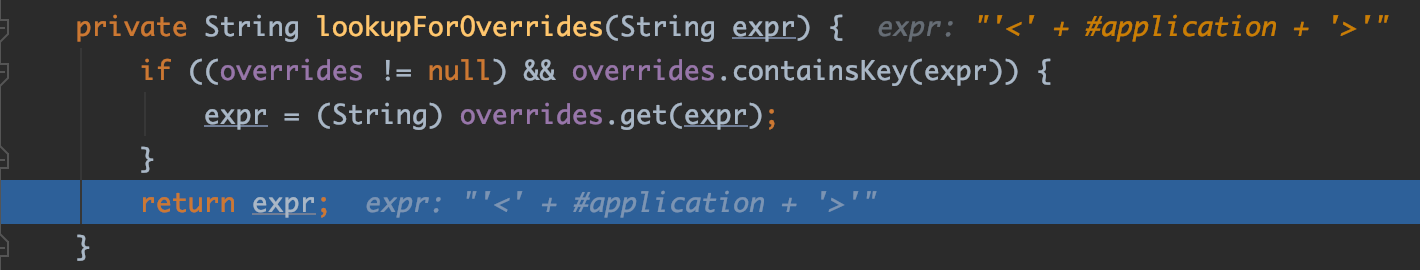 private String lookupForOverrides(String expr) {  expr: "'<' + #application + '>'"
if ((overrides != null) && overrides.containsKey(expr)) {
expr = (String) overrides.get(expr);
}
return expr;  expr: "'<' + #application + '>'"
}